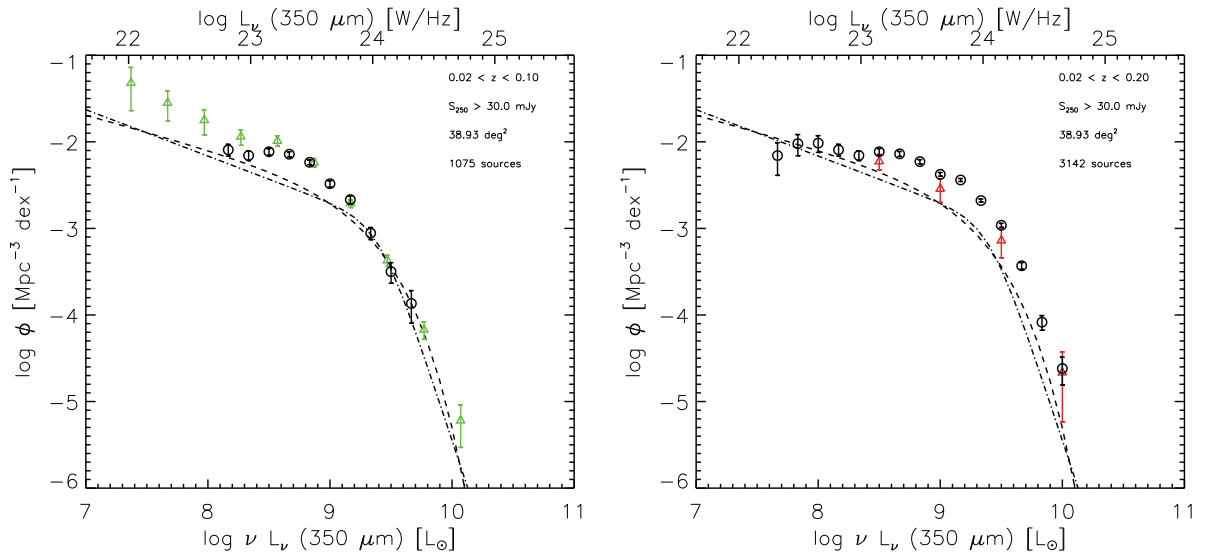 log Lν (350 μm) [W/Hz]
22 23 24 25
−1
−2
−3
−4
−5
−6
log ϕ [Mpc⁻³ dex⁻¹]
0.02 < z < 0.10
S₂₅₀ > 30.0 mJy
38.93 deg²
1075 sources
7 8 9 10 11
log ν Lν (350 μm) [L☉]
log Lν (350 μm) [W/Hz]
22 23 24 25
−1
−2
−3
−4
−5
−6
log ϕ [Mpc⁻³ dex⁻¹]
0.02 < z < 0.20
S₂₅₀ > 30.0 mJy
38.93 deg²
3142 sources
7 8 9 10 11
log ν Lν (350 μm) [L☉]